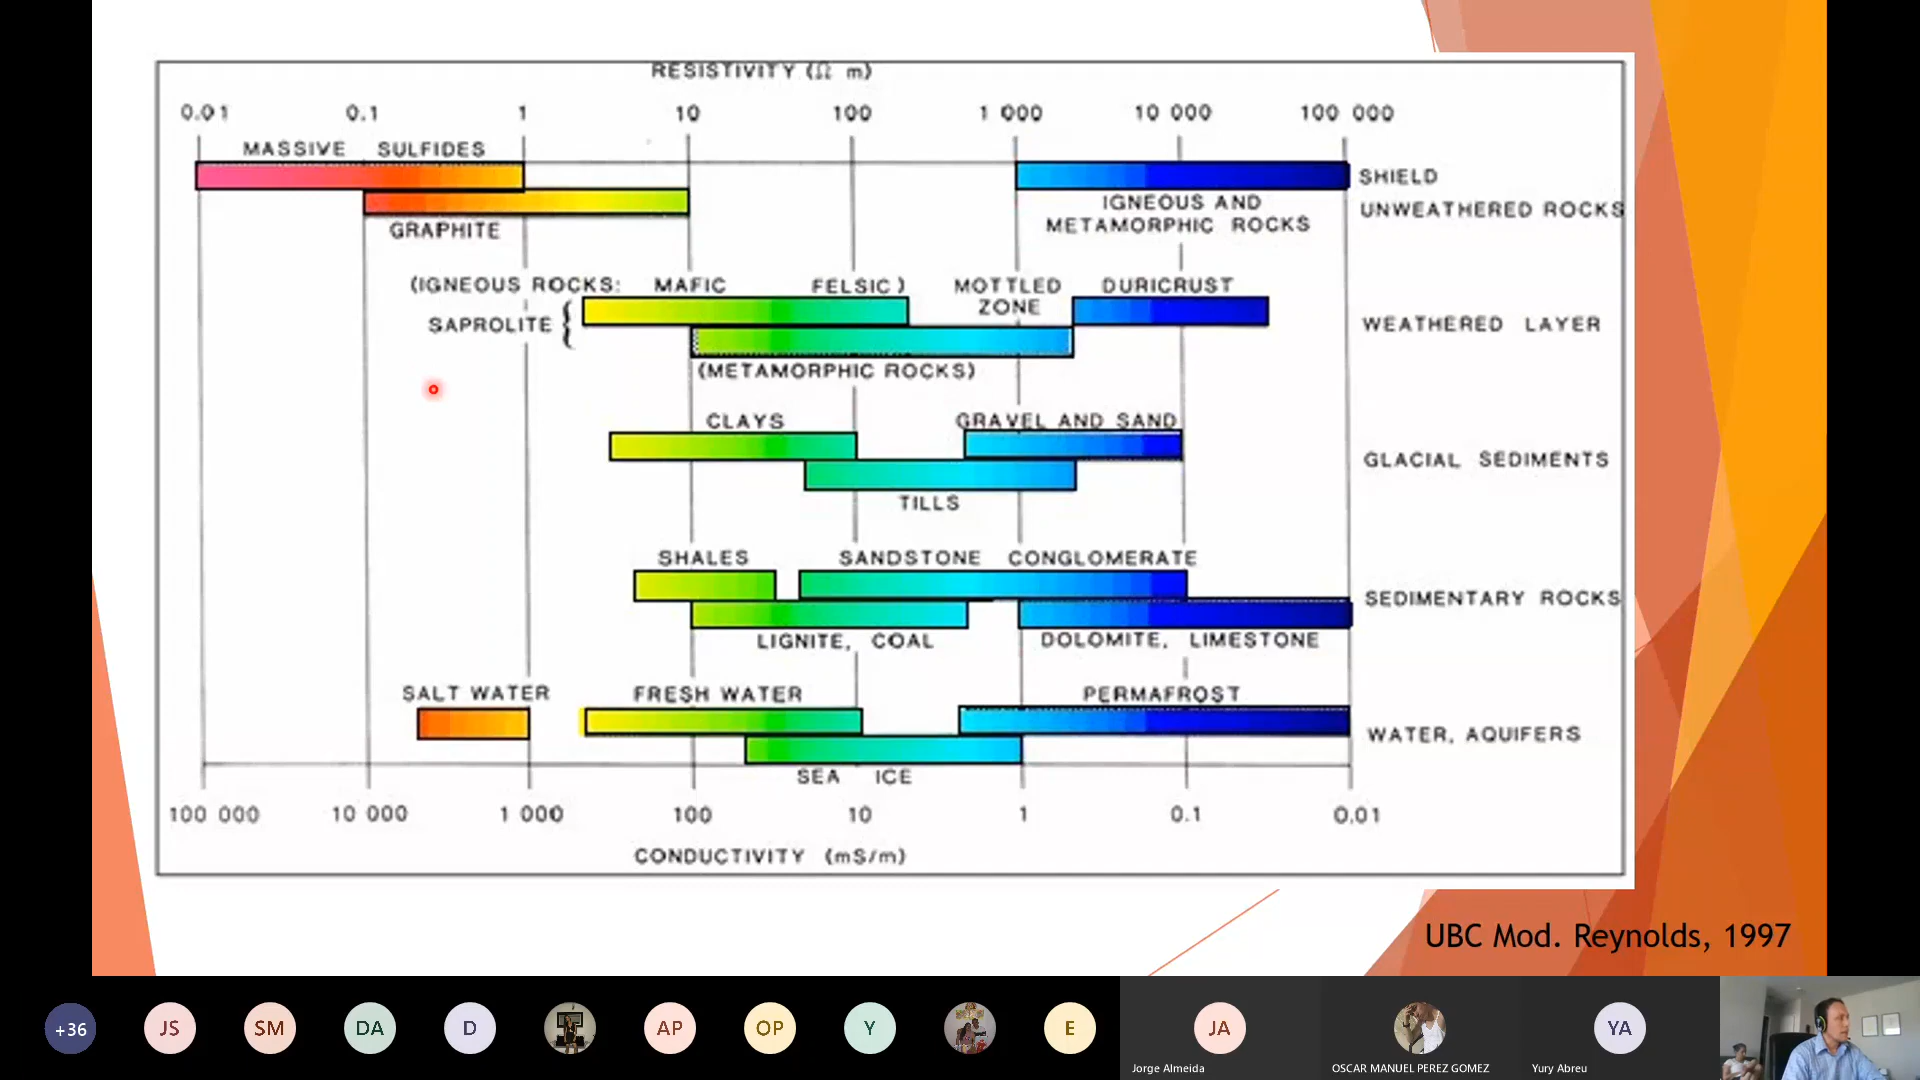 RESISTIVITY (Ω m)
0.01 0.1 1 10 100 1 000 10 000 100 000
MASSIVE SULFIDES
SHIELD
GRAPHITE
IGNEOUS AND
METAMORPHIC ROCKS
UNWEATHERED ROCKS
(IGNEOUS ROCKS: MAFIC FELSIC)
MOTTLED
ZONE
DURICRUST
SAPROLITE {
WEATHERED LAYER
(METAMORPHIC ROCKS)
CLAYS GRAVEL AND SAND
GLACIAL SEDIMENTS
TILLS
SHALES SANDSTONE CONGLOMERATE
SEDIMENTARY ROCKS
LIGNITE, COAL DOLOMITE, LIMESTONE
SALT WATER FRESH WATER PERMAFROST
WATER, AQUIFERS
SEA ICE
100 000 10 000 1 000 100 10 1 0.1 0.01
CONDUCTIVITY (mS/m)
UBC Mod. Reynolds, 1997
+36 JS SM DA D AP OP Y E JA YA
Jorge Almeida OSCAR MANUEL PEREZ GOMEZ Yury Abreu